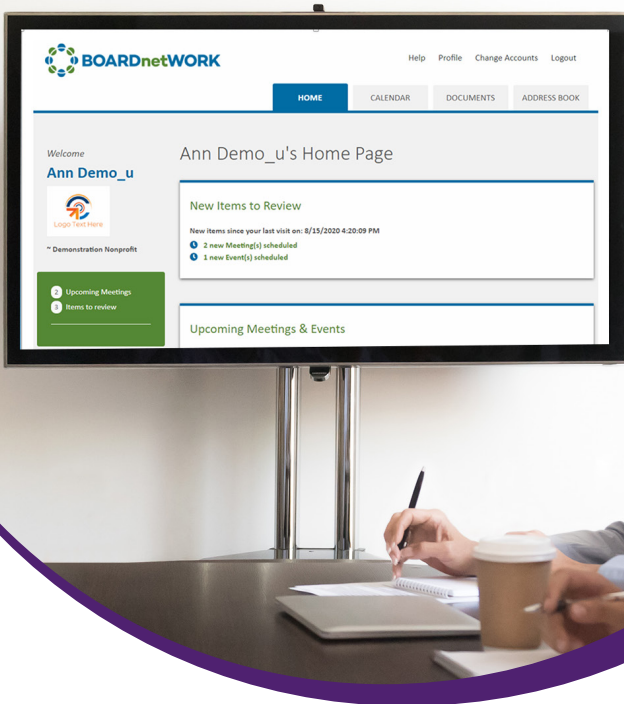 BOARDnetWORK
Help Profile Change Accounts Logout
HOME CALENDAR DOCUMENTS ADDRESS BOOK
Welcome
Ann Demo_u
Logo Text Here
~ Demonstration Nonprofit
2 Upcoming Meetings
3 Items to review
Ann Demo_u's Home Page
New Items to Review
New items since your last visit on: 8/15/2020 4:20:09 PM
2 new Meeting(s) scheduled
1 new Event(s) scheduled
Upcoming Meetings & Events